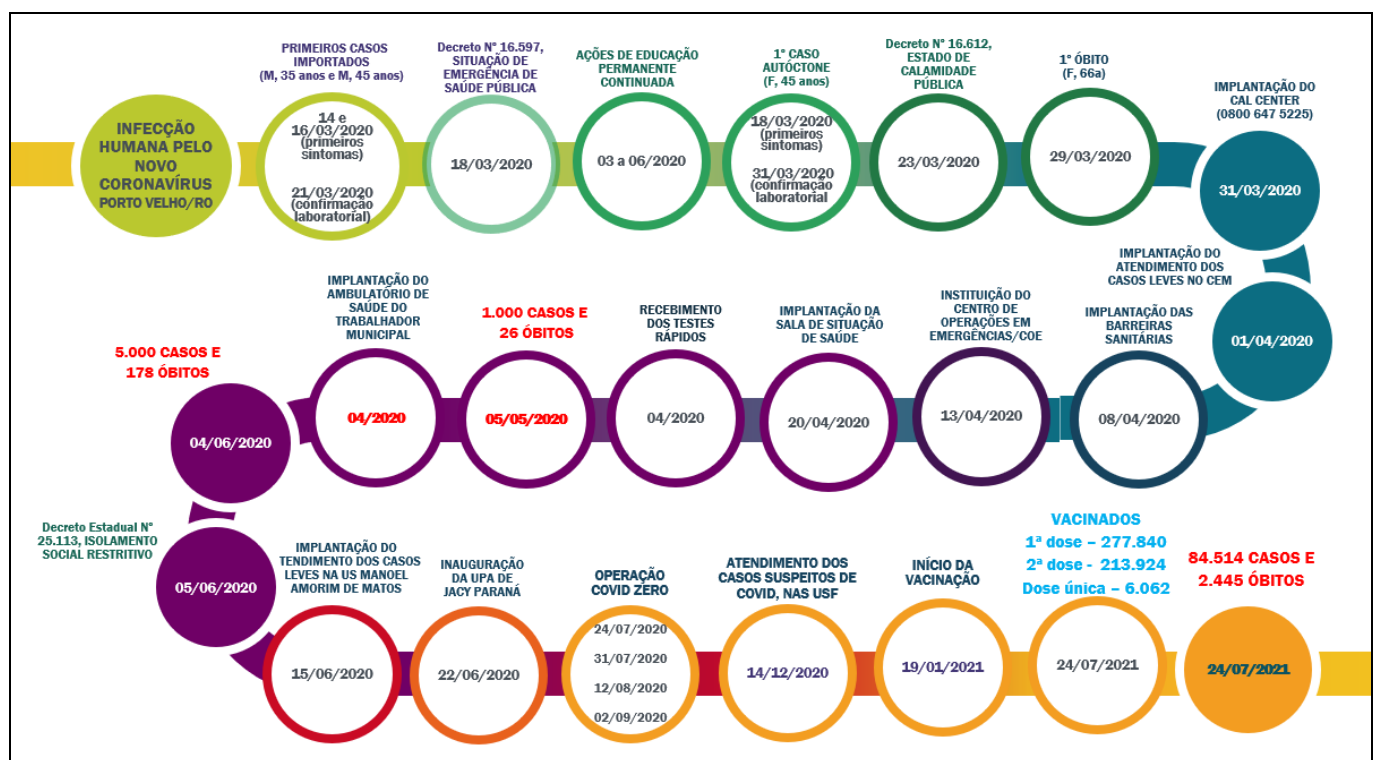 INFECÇÃO
HUMANA PELO
NOVO
CORONAVÍRUS
PORTO VELHO/RO
PRIMEIROS CASOS
IMPORTADOS
(M, 35 anos e M, 45 anos)
14 e
16/03/2020
(primeiros
sintomas)
21/03/2020
(confirmação
laboratorial)
Decreto N° 16.597,
SITUAÇÃO DE
EMERGÊNCIA DE
SAÚDE PÚBLICA
18/03/2020
AÇÕES DE EDUCAÇÃO
PERMANENTE
CONTINUADA
03 a 06/2020
1° CASO
AUTÓCTONE
(F, 45 anos)
18/03/2020
(primeiros
sintomas)
31/03/2020
(confirmação
laboratorial
Decreto N° 16.612,
ESTADO DE
CALAMIDADE
PÚBLICA
23/03/2020
1° ÓBITO
(F, 66a)
29/03/2020
IMPLANTAÇÃO DO
CAL CENTER
(0800 647 5225)
31/03/2020
IMPLANTAÇÃO DO
ATENDIMENTO DOS
CASOS LEVES NO CEM
01/04/2020
IMPLANTAÇÃO DAS
BARREIRAS
SANITÁRIAS
08/04/2020
INSTITUIÇÃO DO
CENTRO DE
OPERAÇÕES EM
EMERGÊNCIAS/COE
13/04/2020
IMPLANTAÇÃO DA
SALA DE SITUAÇÃO
DE SAÚDE
20/04/2020
RECEBIMENTO
DOS TESTES
RÁPIDOS
04/2020
1.000 CASOS E
26 ÓBITOS
05/05/2020
IMPLANTAÇÃO DO
AMBULATÓRIO DE
SAÚDE DO
TRABALHADOR
MUNICIPAL
04/2020
5.000 CASOS E
178 ÓBITOS
04/06/2020
Decreto Estadual N°
25.113, ISOLAMENTO
SOCIAL RESTRITIVO
05/06/2020
IMPLANTAÇÃO DO
TENDIMENTO DOS CASOS
LEVES NA US MANOEL
AMORIM DE MATOS
15/06/2020
INAUGURAÇÃO
DA UPA DE
JACY PARANÁ
22/06/2020
OPERAÇÃO
COVID ZERO
24/07/2020
31/07/2020
12/08/2020
02/09/2020
ATENDIMENTO DOS
CASOS SUSPEITOS DE
COVID, NAS USF
14/12/2020
INÍCIO DA
VACINAÇÃO
19/01/2021
VACINADOS
1ª dose – 277.840
2ª dose - 213.924
Dose única – 6.062
24/07/2021
84.514 CASOS E
2.445 ÓBITOS
24/07/2021